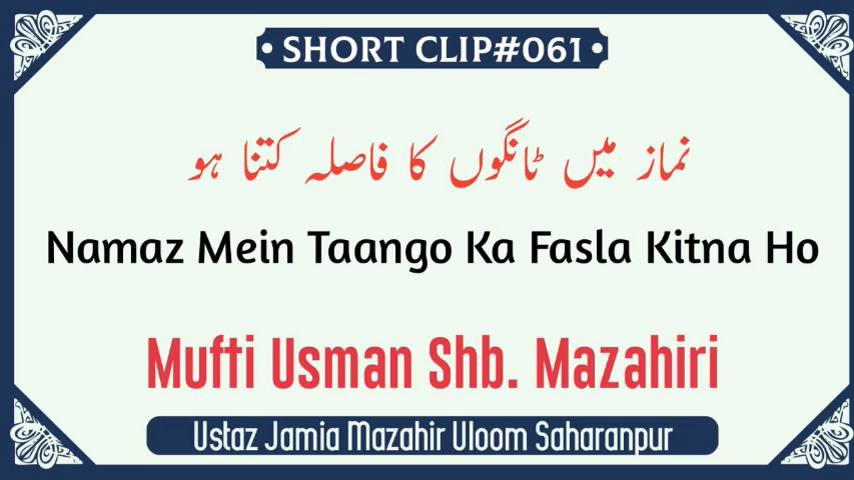 SHORT CLIP#061
نماز میں ٹانگوں کا فاصلہ کتنا ہو
Namaz Mein Taango Ka Fasla Kitna Ho
Mufti Usman Shb. Mazahiri
Ustaz Jamia Mazahir Uloom Saharanpur